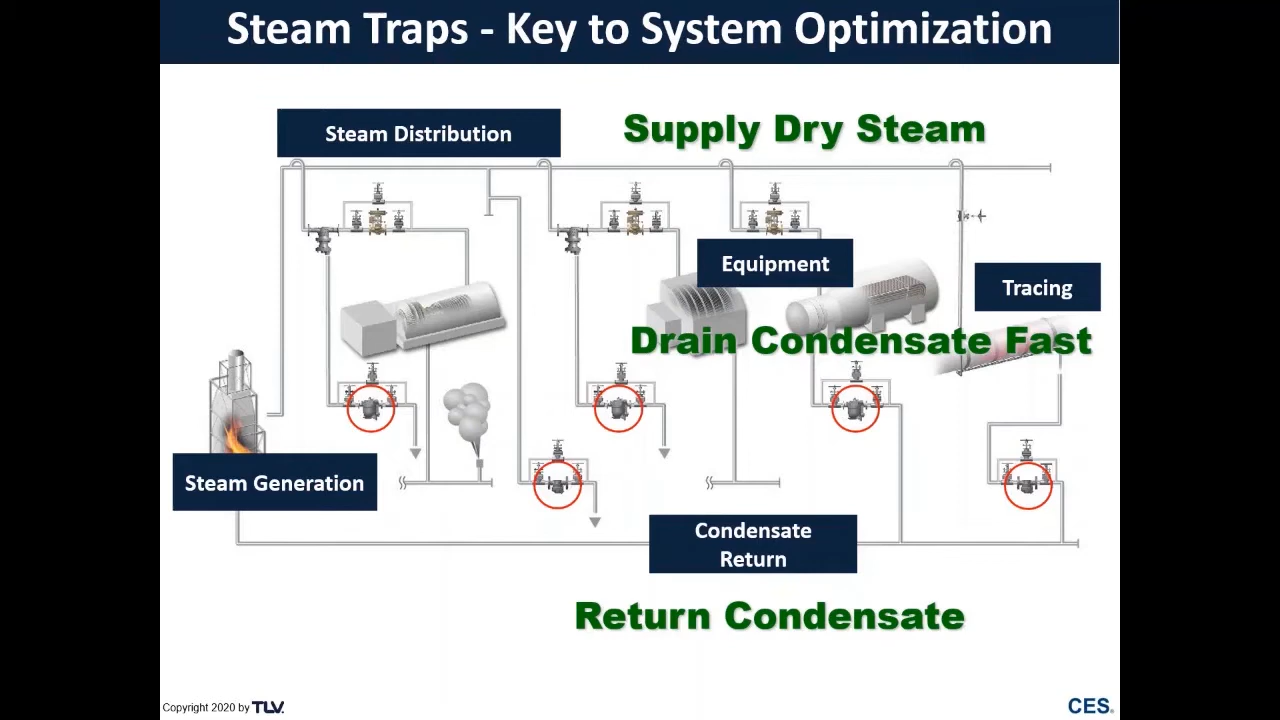 Steam Traps - Key to System Optimization
Steam Distribution
Supply Dry Steam
Equipment
Tracing
Drain Condensate Fast
Steam Generation
Condensate
Return
Return Condensate
Copyright 2020 by TLV.
CES.